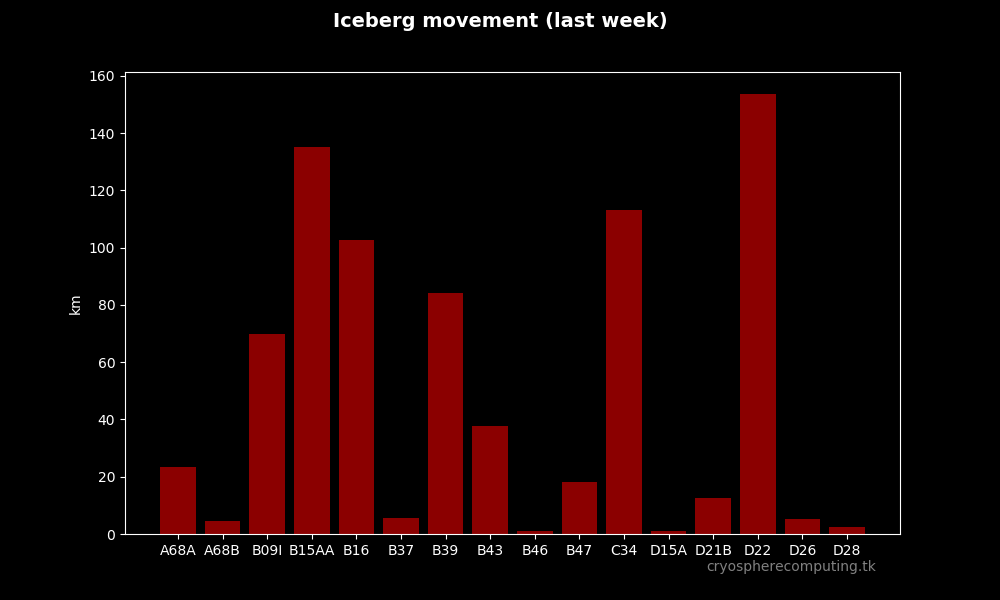 Iceberg movement (last week)
160
140
120
100
80
60
40
20
0
km
A68A A68B B09I B15AA B16 B37 B39 B43 B46 B47 C34 D15A D21B D22 D26 D28
cryospherecomputing.tk